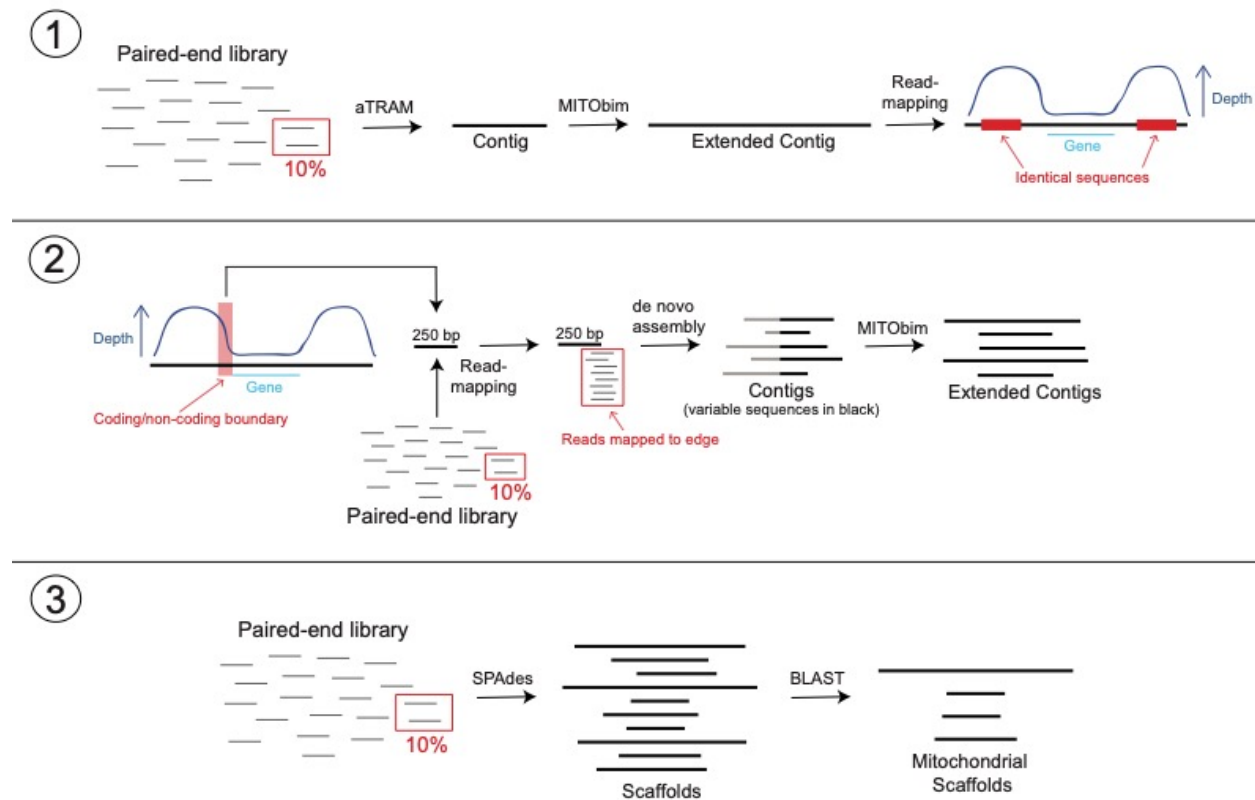 1
Paired-end library
10%
aTRAM
Contig
MITObim
Extended Contig
Read-
mapping
Depth
Gene
Identical sequences
2
Depth
Gene
Coding/non-coding boundary
250 bp
Read-
mapping
10%
Paired-end library
250 bp
Reads mapped to edge
de novo
assembly
Contigs
(variable sequences in black)
MITObim
Extended Contigs
3
Paired-end library
10%
SPAdes
Scaffolds
BLAST
Mitochondrial
Scaffolds